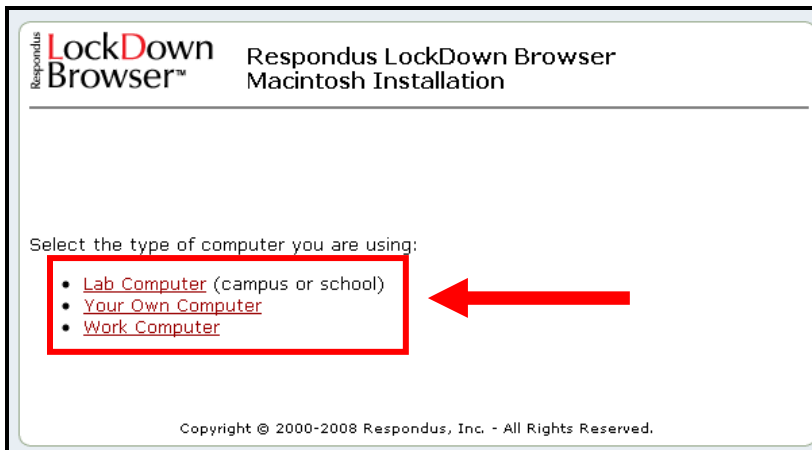 Respondus
LockDown
Browser™
Respondus LockDown Browser
Macintosh Installation
Select the type of computer you are using:
• Lab Computer (campus or school)
• Your Own Computer
• Work Computer
Copyright © 2000-2008 Respondus, Inc. - All Rights Reserved.